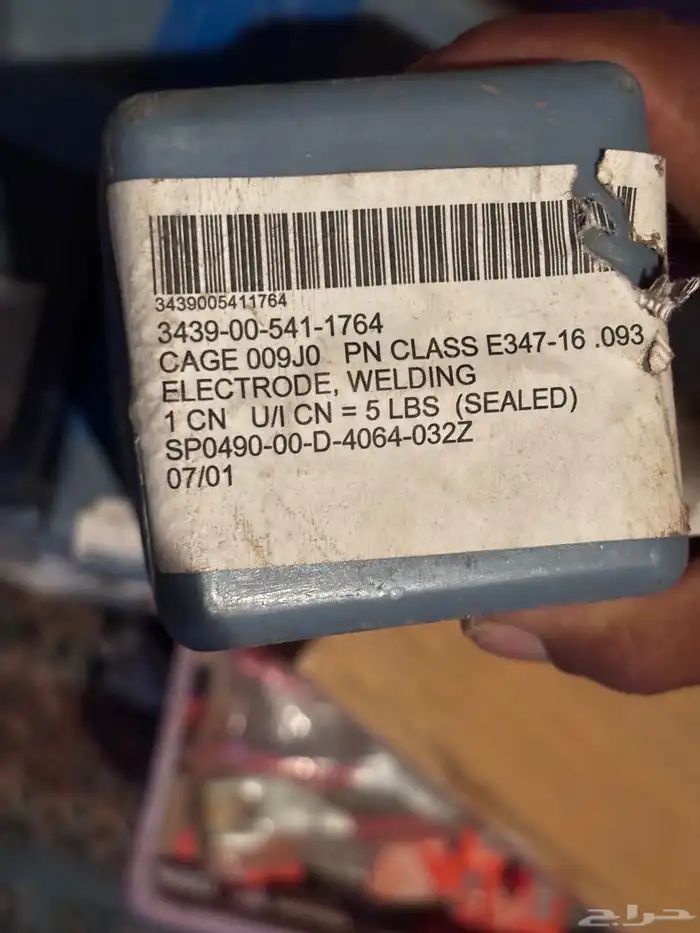 3439005411764
3439-00-541-1764
CAGE 009J0 PN CLASS E347-16 .093
ELECTRODE, WELDING
1 CN U/I CN = 5 LBS (SEALED)
SP0490-00-D-4064-032Z
07/01
حراج